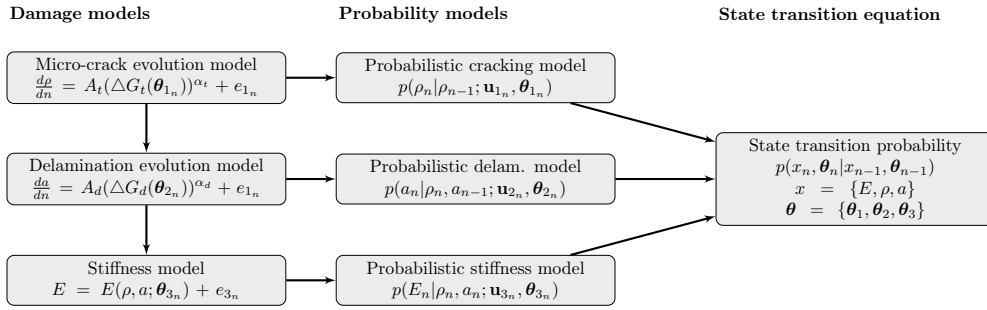 Damage models
Probability models
State transition equation
Micro-crack evolution model
dρ/dn = A_t(△G_t(θ_{1_n}))^{α_t} + e_{1_n}
Probabilistic cracking model
p(ρ_n|ρ_{n−1}; u_{1_n}, θ_{1_n})
Delamination evolution model
da/dn = A_d(△G_d(θ_{2_n}))^{α_d} + e_{1_n}
Probabilistic delam. model
p(a_n|ρ_n, a_{n−1}; u_{2_n}, θ_{2_n})
State transition probability
p(x_n, θ_n|x_{n−1}, θ_{n−1})
x = {E, ρ, a}
θ = {θ_1, θ_2, θ_3}
Stiffness model
E = E(ρ, a; θ_{3_n}) + e_{3_n}
Probabilistic stiffness model
p(E_n|ρ_n, a_n; u_{3_n}, θ_{3_n})